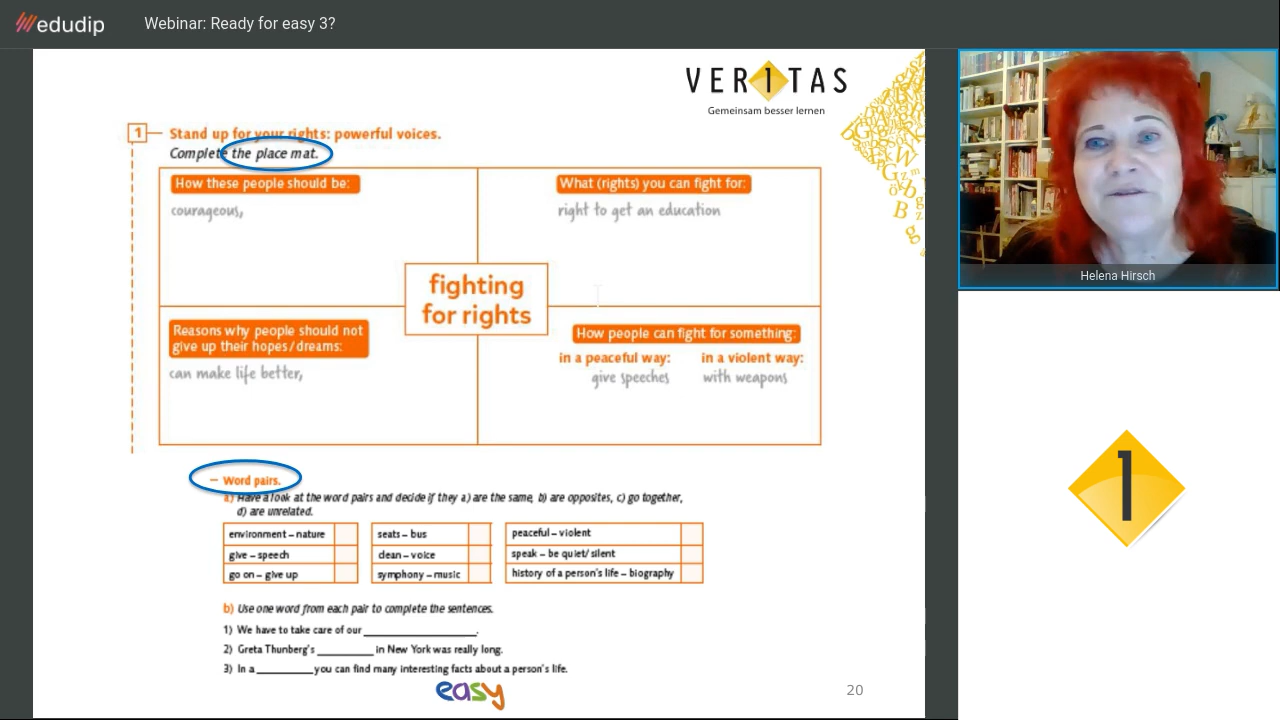 edudip
Webinar: Ready for easy 3?
VERITAS
Gemeinsam besser lernen
1
Stand up for your rights: powerful voices.
Complete the place mat.
How these people should be:
courageous,
What (rights) you can fight for:
right to get an education
fighting
for rights
Reasons why people should not
give up their hopes/dreams:
can make life better,
How people can fight for something:
in a peaceful way: in a violent way:
give speeches with weapons
– Word pairs.
a) Have a look at the word pairs and decide if they a) are the same, b) are opposites, c) go together,
d) are unrelated.
environment – nature seats – bus peaceful – violent
give – speech clean – voice speak – be quiet/silent
go on – give up symphony – music history of a person's life – biography
b) Use one word from each pair to complete the sentences.
1) We have to take care of our ____________________.
2) Greta Thunberg's __________ in New York was really long.
3) In a __________ you can find many interesting facts about a person's life.
easy
20
Helena Hirsch
1